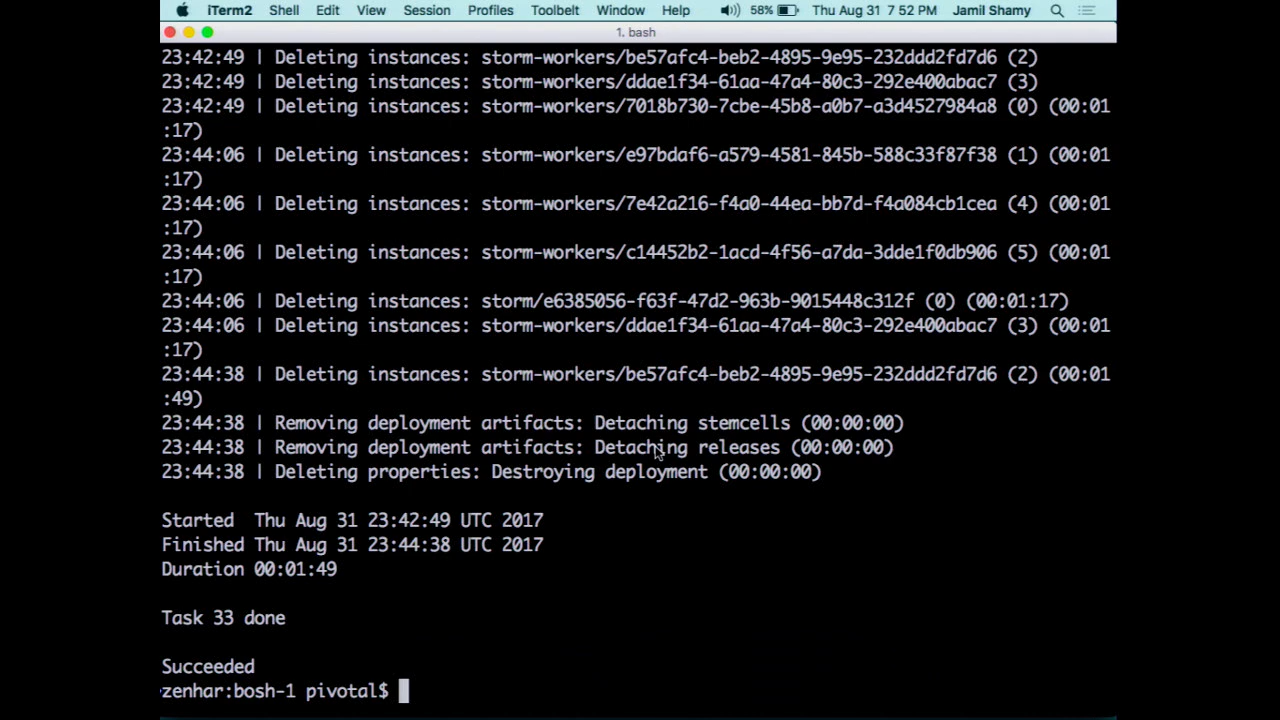 iTerm2 Shell Edit View Session Profiles Toolbelt Window Help 58% Thu Aug 31 7:52 PM Jamil Shamy
1. bash
23:42:49 | Deleting instances: storm-workers/be57afc4-beb2-4895-9e95-232ddd2fd7d6 (2)
23:42:49 | Deleting instances: storm-workers/ddae1f34-61aa-47a4-80c3-292e400abac7 (3)
23:42:49 | Deleting instances: storm-workers/7018b730-7cbe-45b8-a0b7-a3d4527984a8 (0) (00:01
:17)
23:44:06 | Deleting instances: storm-workers/e97bdaf6-a579-4581-845b-588c33f87f38 (1) (00:01
:17)
23:44:06 | Deleting instances: storm-workers/7e42a216-f4a0-44ea-bb7d-f4a084cb1cea (4) (00:01
:17)
23:44:06 | Deleting instances: storm-workers/c14452b2-1acd-4f56-a7da-3dde1f0db906 (5) (00:01
:17)
23:44:06 | Deleting instances: storm/e6385056-f63f-47d2-963b-9015448c312f (0) (00:01:17)
23:44:06 | Deleting instances: storm-workers/ddae1f34-61aa-47a4-80c3-292e400abac7 (3) (00:01
:17)
23:44:38 | Deleting instances: storm-workers/be57afc4-beb2-4895-9e95-232ddd2fd7d6 (2) (00:01
:49)
23:44:38 | Removing deployment artifacts: Detaching stemcells (00:00:00)
23:44:38 | Removing deployment artifacts: Detaching releases (00:00:00)
23:44:38 | Deleting properties: Destroying deployment (00:00:00)
Started  Thu Aug 31 23:42:49 UTC 2017
Finished Thu Aug 31 23:44:38 UTC 2017
Duration 00:01:49
Task 33 done
Succeeded
zenhar:bosh-1 pivotal$